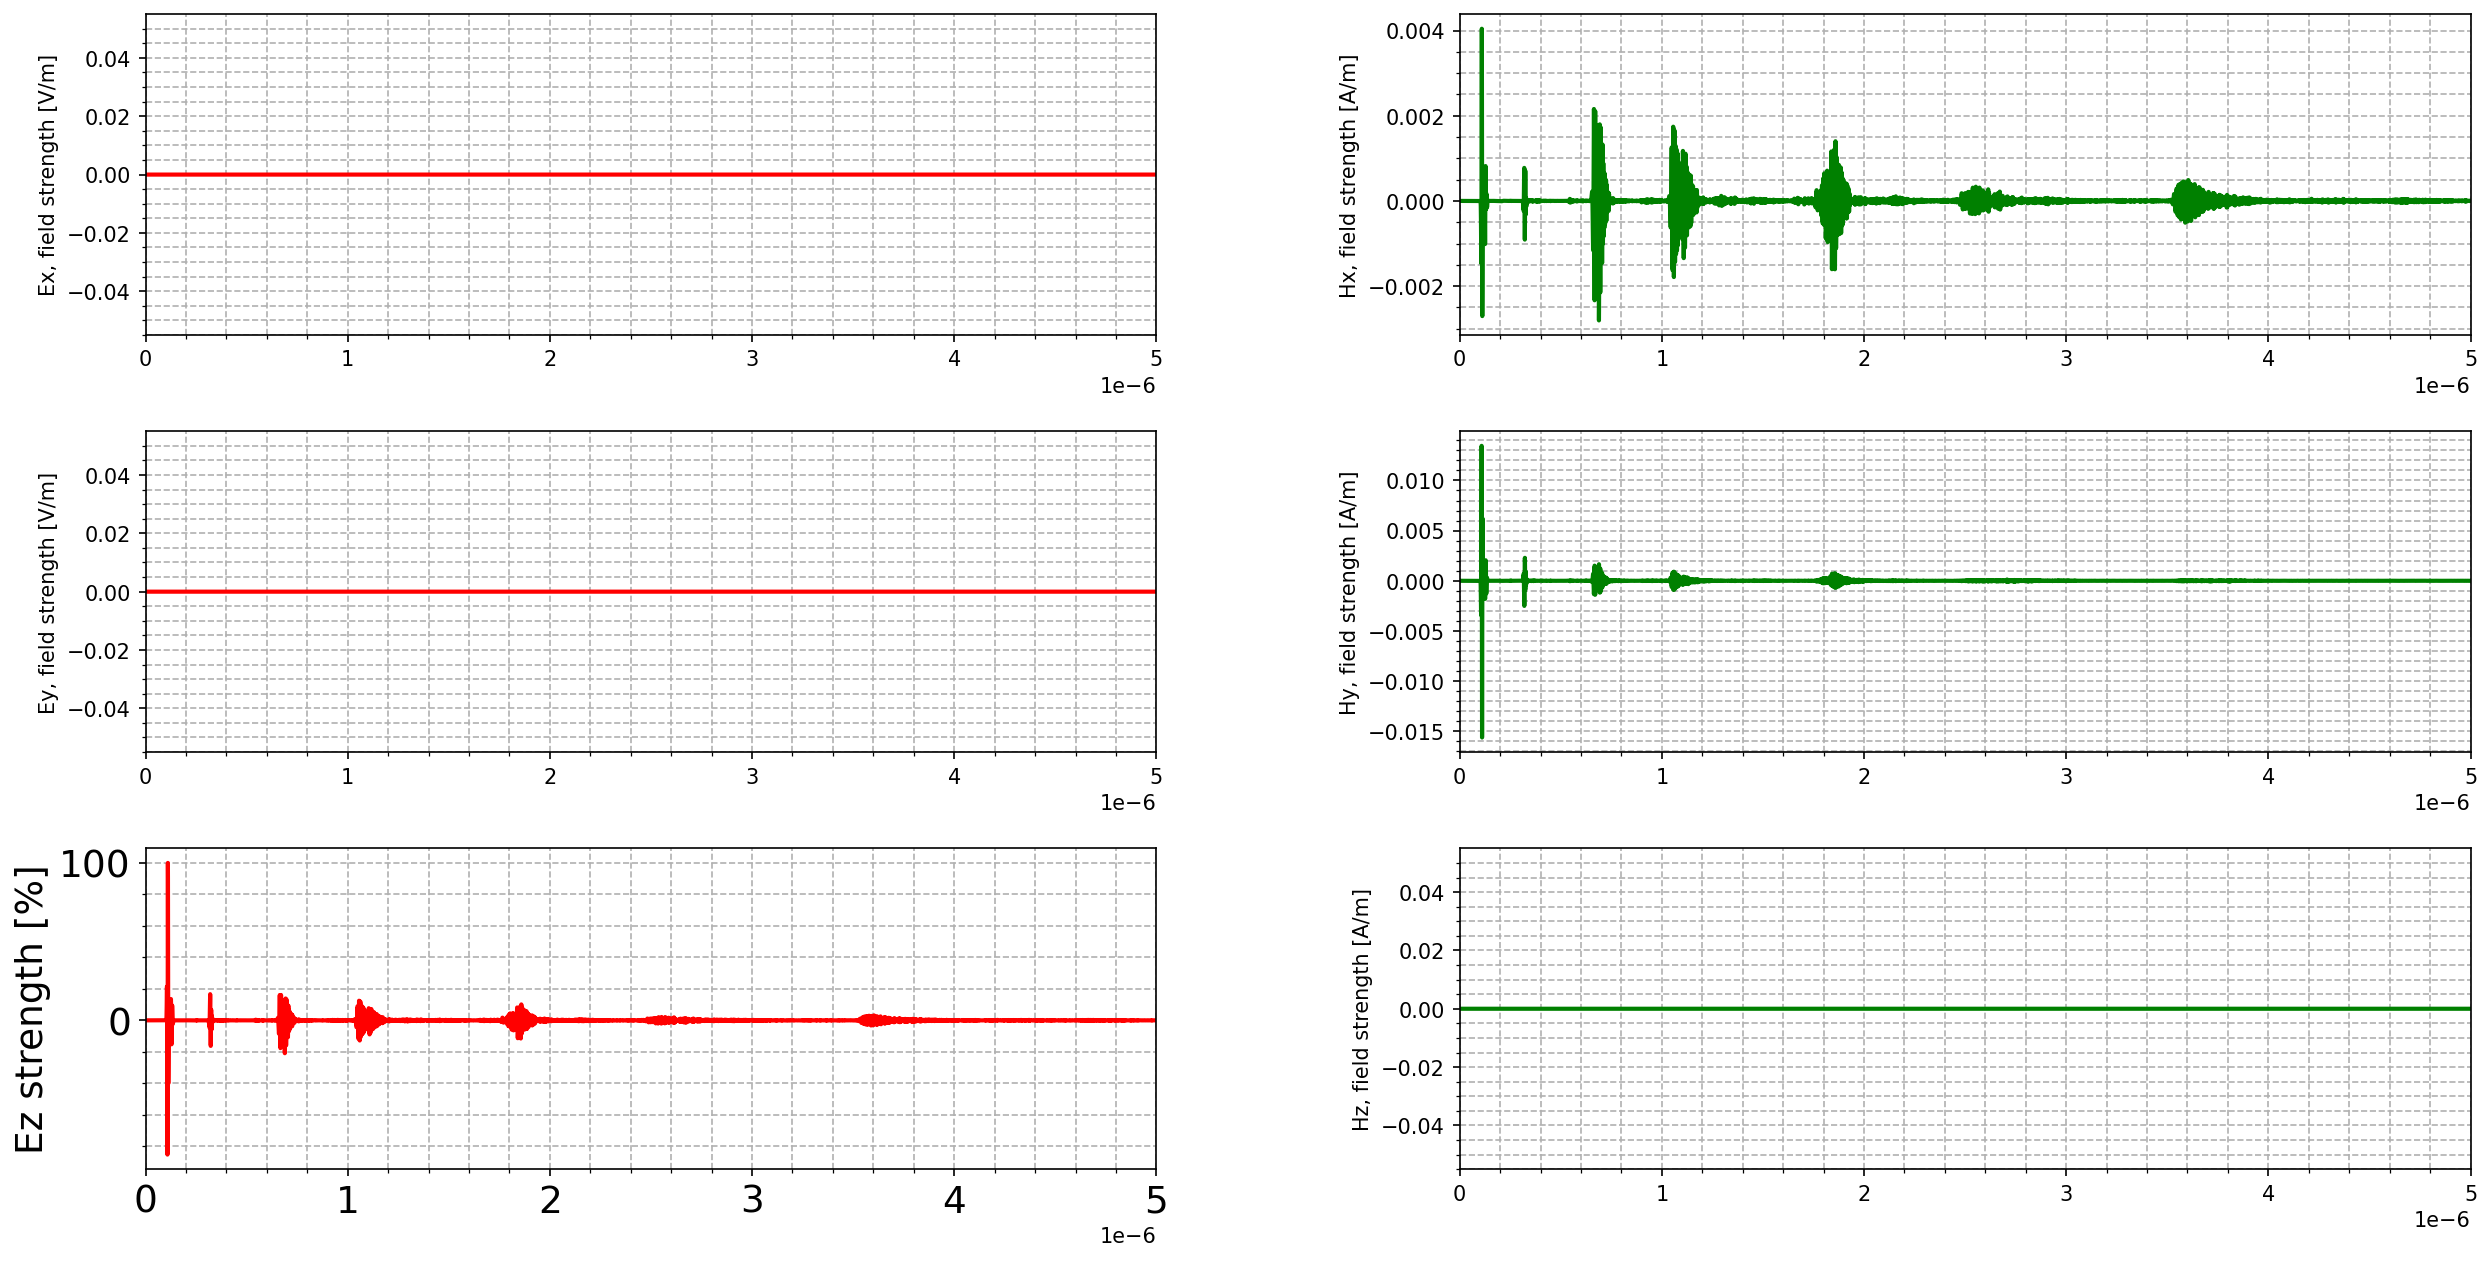 Ex, field strength [V/m]
0.04
0.02
0.00
−0.02
−0.04
0 1 2 3 4 5
1e−6
Hx, field strength [A/m]
0.004
0.002
0.000
−0.002
0 1 2 3 4 5
1e−6
Ey, field strength [V/m]
0.04
0.02
0.00
−0.02
−0.04
0 1 2 3 4 5
1e−6
Hy, field strength [A/m]
0.010
0.005
0.000
−0.005
−0.010
−0.015
0 1 2 3 4 5
1e−6
Ez strength [%]
100
0
0 1 2 3 4 5
1e−6
Hz, field strength [A/m]
0.04
0.02
0.00
−0.02
−0.04
0 1 2 3 4 5
1e−6